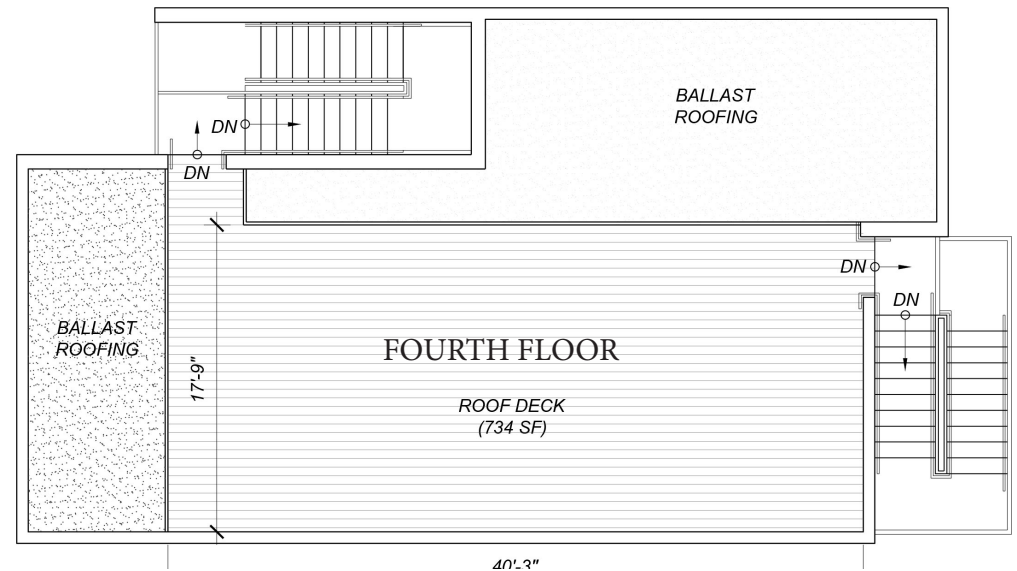 BALLAST
ROOFING
DN
DN
DN
DN
BALLAST
ROOFING
17'-9"
FOURTH FLOOR
ROOF DECK
(734 SF)
40'-3"